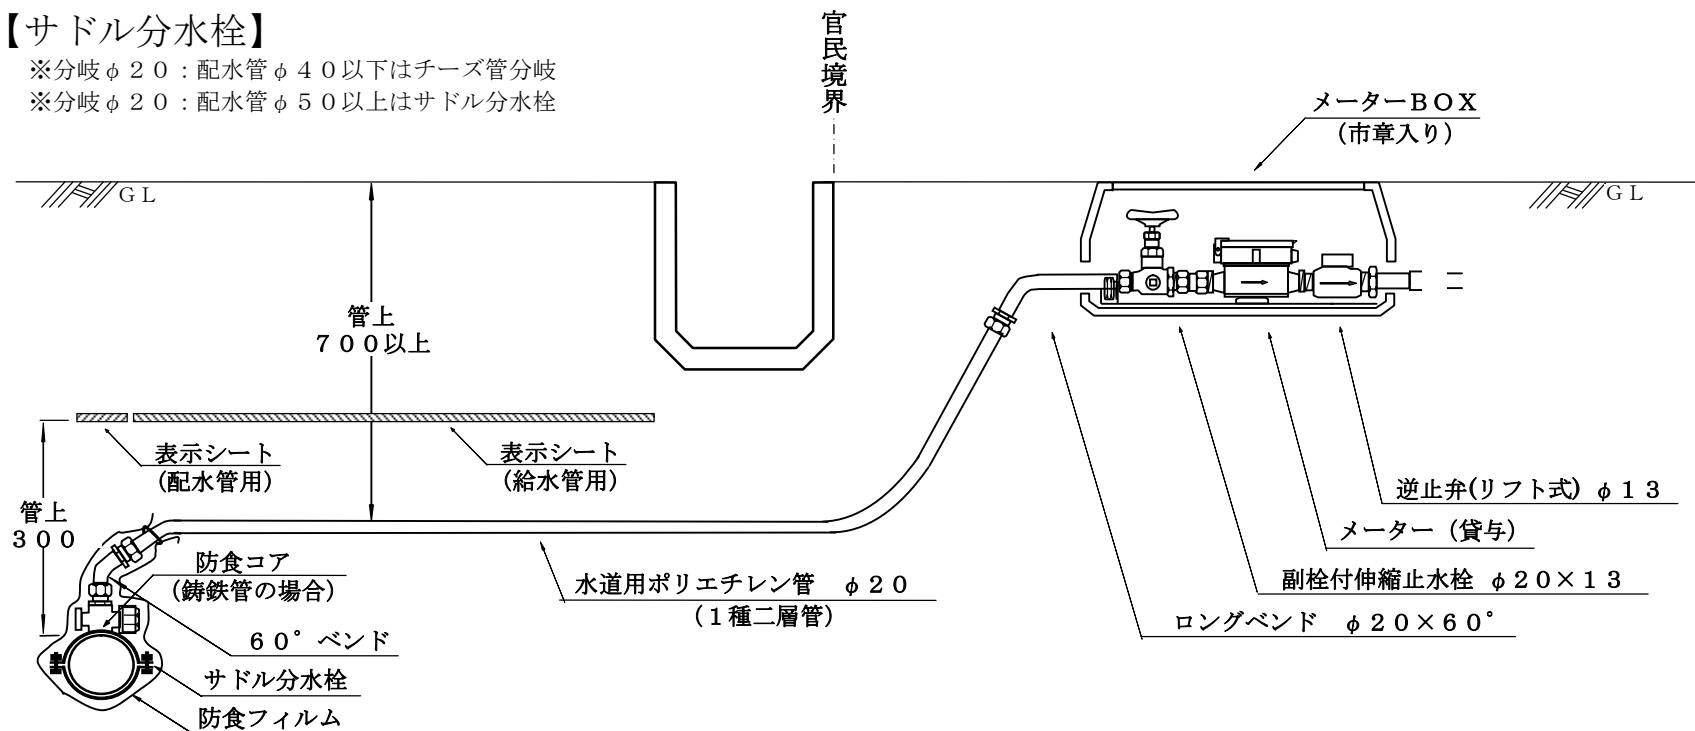 【サドル分水栓】
※分岐φ２０：配水管φ４０以下はチーズ管分岐
※分岐φ２０：配水管φ５０以上はサドル分水栓
官民境界
メーターＢＯＸ
(市章入り)
ＧＬ
ＧＬ
管上
７００以上
表示シート
(配水管用)
表示シート
(給水管用)
管上
３００
防食コア
(鋳鉄管の場合)
６０°ベンド
サドル分水栓
防食フィルム
水道用ポリエチレン管　φ２０
(１種二層管)
逆止弁(リフト式) φ１３
メーター（貸与）
副栓付伸縮止水栓 φ２０×１３
ロングベンド　φ２０×６０°